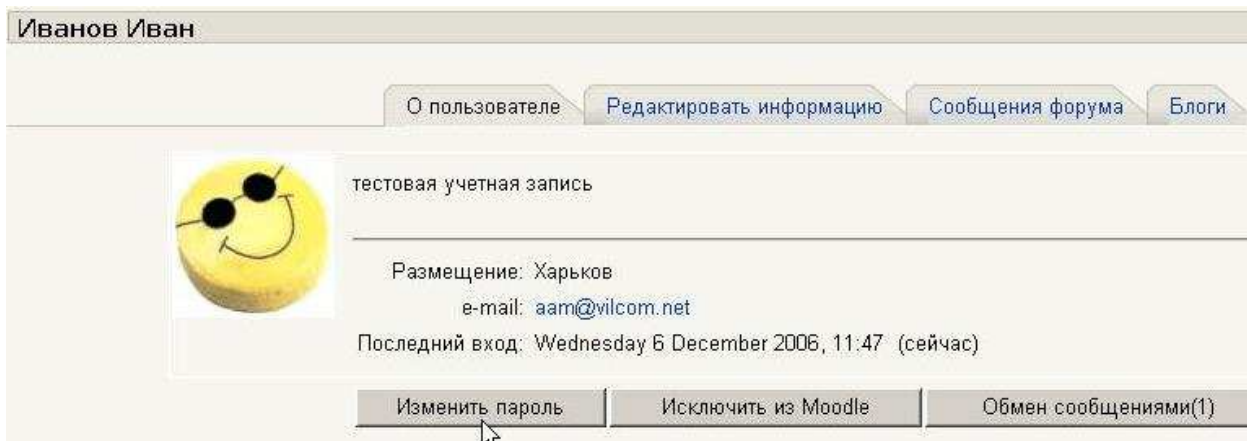 Иванов Иван
О пользователе Редактировать информацию Сообщения форума Блоги
тестовая учетная запись
Размещение: Харьков
e-mail: aam@vilcom.net
Последний вход: Wednesday 6 December 2006, 11:47 (сейчас)
Изменить пароль Исключить из Moodle Обмен сообщениями(1)